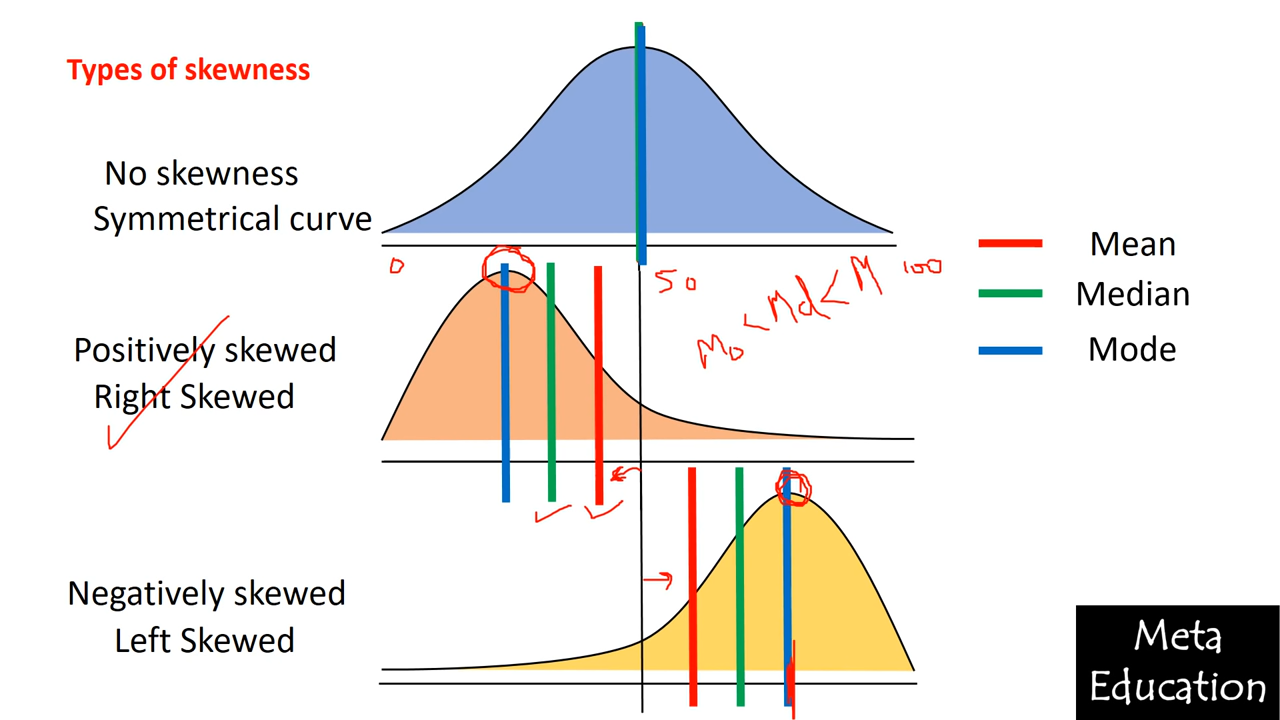 Types of skewness
No skewness
Symmetrical curve
0
50
100
Mo < Md < M
Mean
Median
Mode
Positively skewed
Right Skewed
Negatively skewed
Left Skewed
Meta
Education